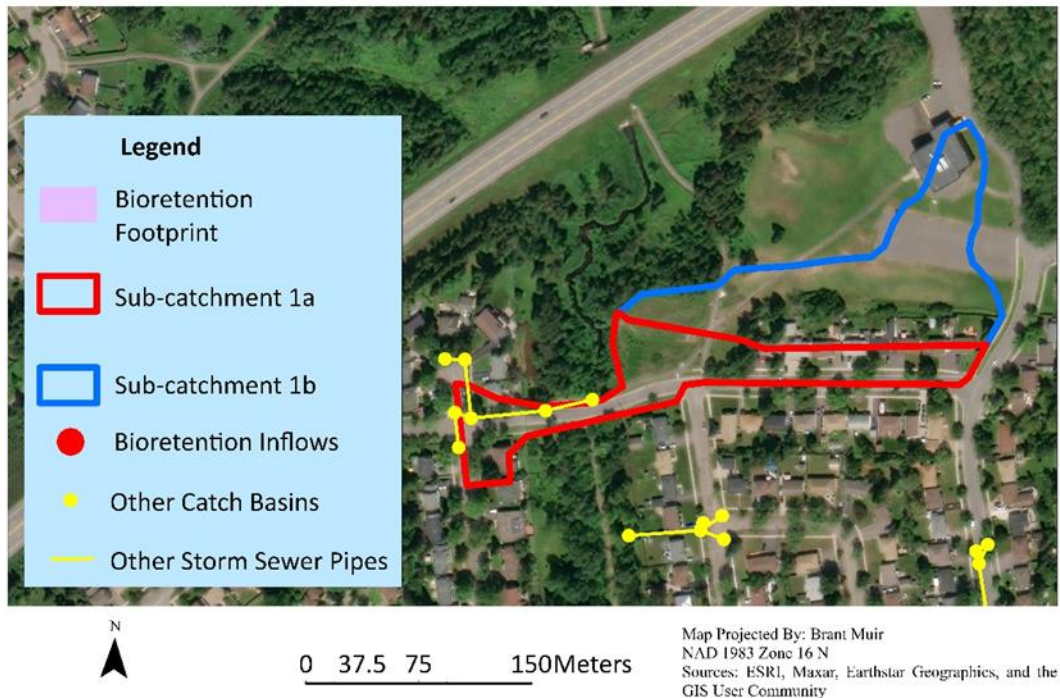 Legend
Bioretention
Footprint
Sub-catchment 1a
Sub-catchment 1b
Bioretention Inflows
Other Catch Basins
Other Storm Sewer Pipes
N
0 37.5 75 150Meters
Map Projected By: Brant Muir
NAD 1983 Zone 16 N
Sources: ESRI, Maxar, Earthstar Geographics, and the
GIS User Community